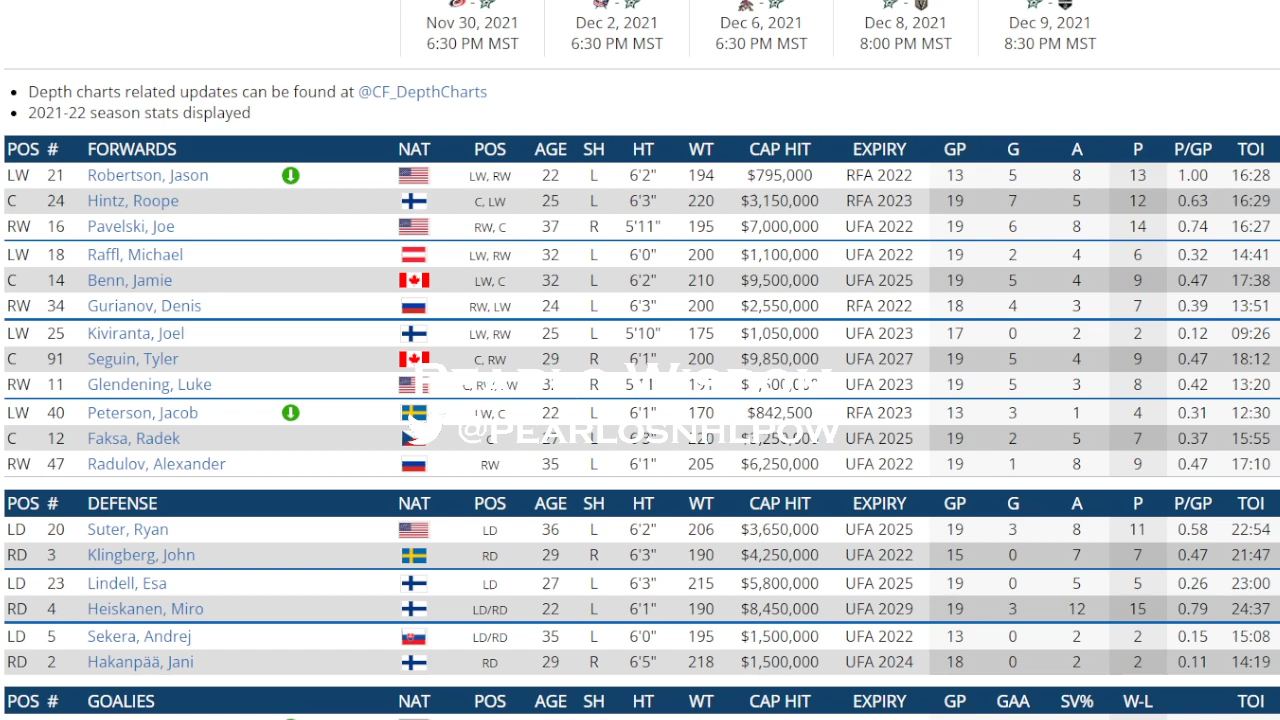 Nov 30, 2021 Dec 2, 2021 Dec 6, 2021 Dec 8, 2021 Dec 9, 2021
6:30 PM MST 6:30 PM MST 6:30 PM MST 8:00 PM MST 8:30 PM MST
Depth charts related updates can be found at @CF_DepthCharts
2021-22 season stats displayed
POS # FORWARDS NAT POS AGE SH HT WT CAP HIT EXPIRY GP G A P P/GP TOI
LW 21 Robertson, Jason LW, RW 22 L 6'2" 194 $795,000 RFA 2022 13 5 8 13 1.00 16:28
C 24 Hintz, Roope C, LW 25 L 6'3" 220 $3,150,000 RFA 2023 19 7 5 12 0.63 16:29
RW 16 Pavelski, Joe RW, C 37 R 5'11" 195 $7,000,000 UFA 2022 19 6 8 14 0.74 16:27
LW 18 Raffl, Michael LW, RW 32 L 6'0" 200 $1,100,000 UFA 2022 19 2 4 6 0.32 14:41
C 14 Benn, Jamie LW, C 32 L 6'2" 210 $9,500,000 UFA 2025 19 5 4 9 0.47 17:38
RW 34 Gurianov, Denis RW, LW 24 L 6'3" 200 $2,550,000 RFA 2022 18 4 3 7 0.39 13:51
LW 25 Kiviranta, Joel LW, RW 25 L 5'10" 175 $1,050,000 UFA 2023 17 0 2 2 0.12 09:26
C 91 Seguin, Tyler C, RW 29 R 6'1" 200 $9,850,000 UFA 2027 19 5 4 9 0.47 18:12
RW 11 Glendening, Luke R UFA 2023 19 5 3 8 0.42 13:20
LW 40 Peterson, Jacob LW, C 22 L 6'1" 170 $842,500 RFA 2023 13 3 1 4 0.31 12:30
@PEARLOSNHLPOW
C 12 Faksa, Radek C L UFA 2025 19 2 5 7 0.37 15:55
RW 47 Radulov, Alexander RW 35 L 6'1" 205 $6,250,000 UFA 2022 19 1 8 9 0.47 17:10
POS # DEFENSE NAT POS AGE SH HT WT CAP HIT EXPIRY GP G A P P/GP TOI
LD 20 Suter, Ryan LD 36 L 6'2" 206 $3,650,000 UFA 2025 19 3 8 11 0.58 22:54
RD 3 Klingberg, John RD 29 R 6'3" 190 $4,250,000 UFA 2022 15 0 7 7 0.47 21:47
LD 23 Lindell, Esa LD 27 L 6'3" 215 $5,800,000 UFA 2025 19 0 5 5 0.26 23:00
RD 4 Heiskanen, Miro LD/RD 22 L 6'1" 190 $8,450,000 UFA 2029 19 3 12 15 0.79 24:37
LD 5 Sekera, Andrej LD/RD 35 L 6'0" 195 $1,500,000 UFA 2022 13 0 2 2 0.15 15:08
RD 2 Hakanpää, Jani RD 29 R 6'5" 218 $1,500,000 UFA 2024 18 0 2 2 0.11 14:19
POS # GOALIES NAT POS AGE SH HT WT CAP HIT EXPIRY GP GAA SV% W-L TOI